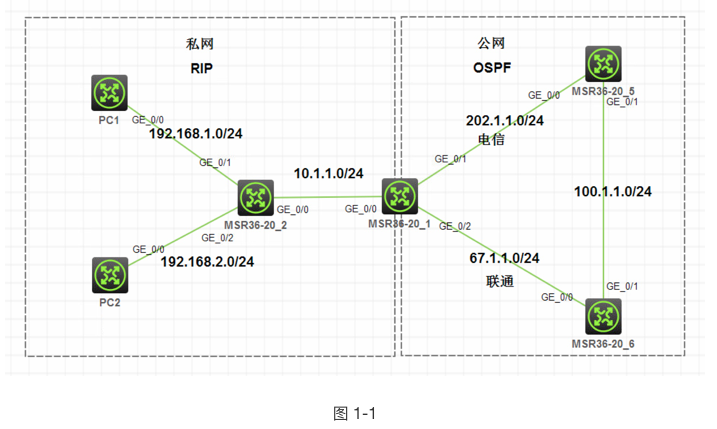 私网
RIP
公网
OSPF
PC1
GE_0/0
192.168.1.0/24
GE_0/1
10.1.1.0/24
MSR36-20_2
GE_0/0
GE_0/0
MSR36-20_1
GE_0/0
GE_0/2
192.168.2.0/24
PC2
MSR36-20_5
GE_0/0
GE_0/1
202.1.1.0/24
电信
GE_0/1
100.1.1.0/24
GE_0/2
67.1.1.0/24
联通
GE_0/0
GE_0/1
MSR36-20_6
图 1-1